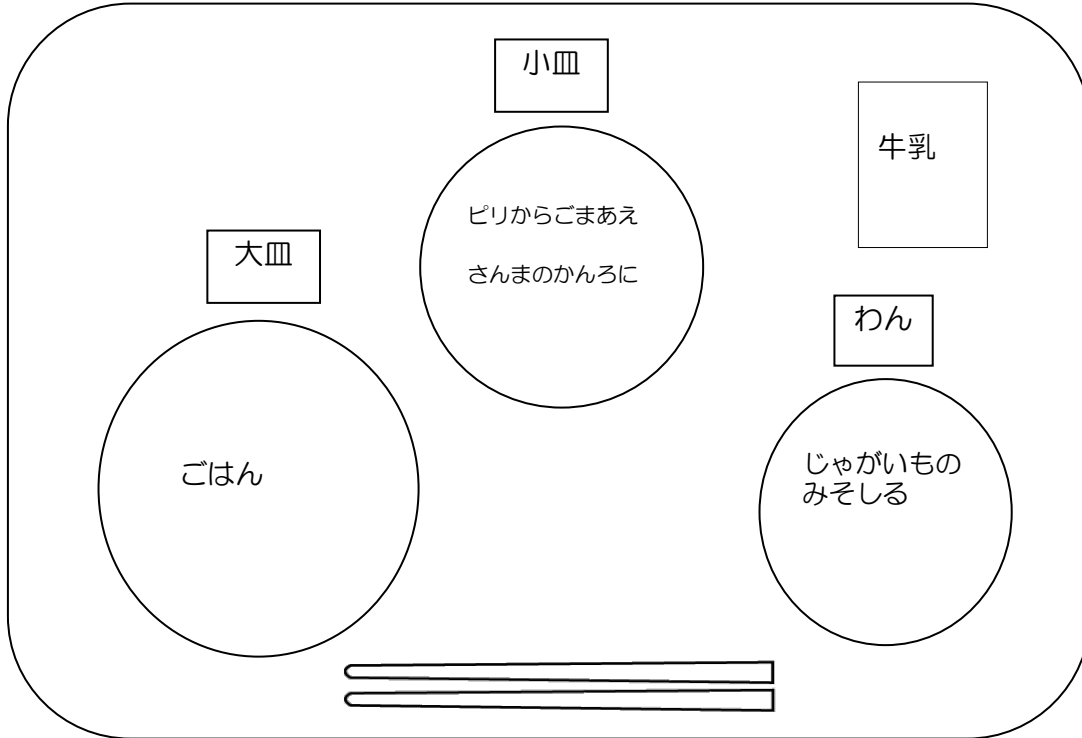 小皿
牛乳
ピリからごまあえ
さんまのかんろに
大皿
ごはん
わん
じゃがいもの
みそしる